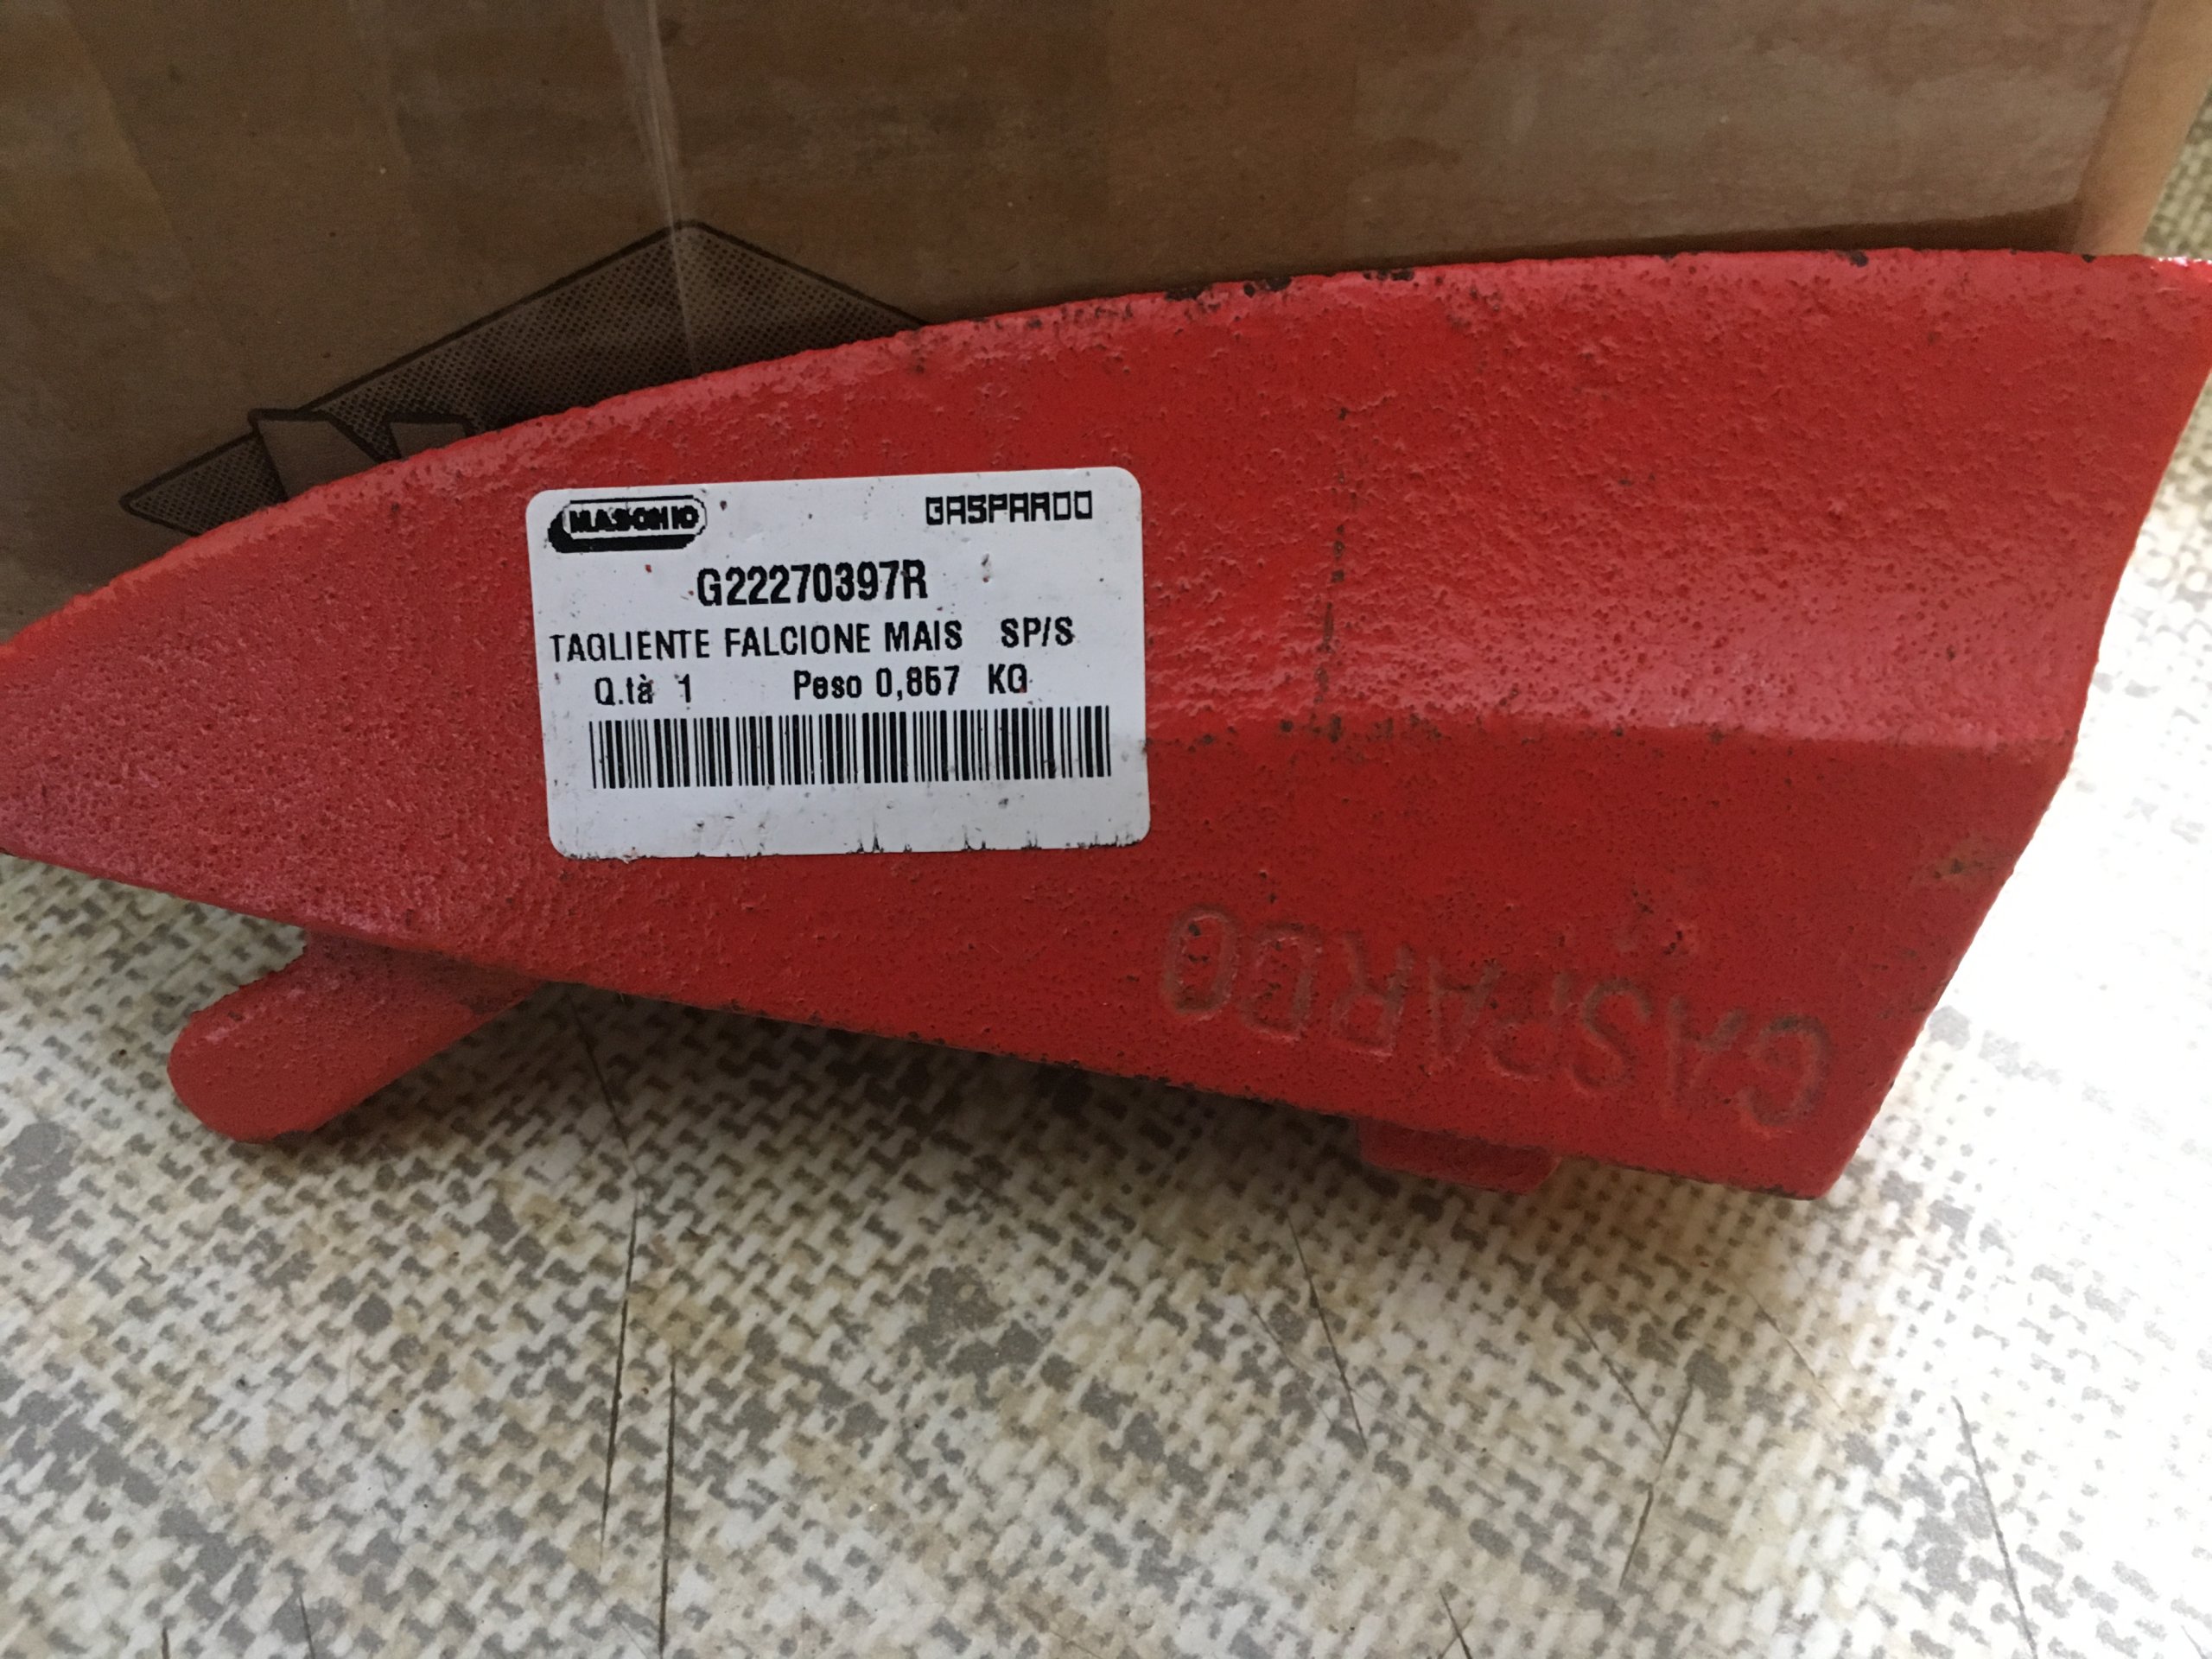 MASCHIO GASPARDO
G22270397R
TAGLIENTE FALCIONE MAIS SP/S
Q.tà 1 Peso 0,857 KG
GASPARDO